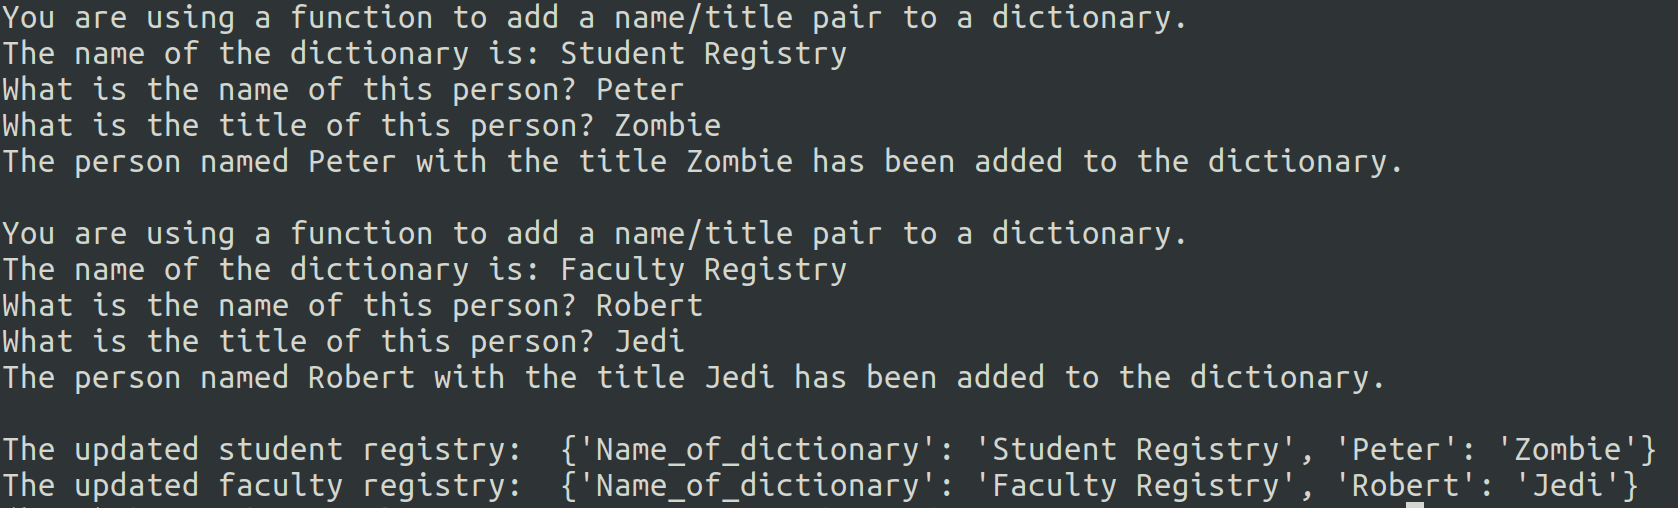 You are using a function to add a name/title pair to a dictionary.
The name of the dictionary is: Student Registry
What is the name of this person? Peter
What is the title of this person? Zombie
The person named Peter with the title Zombie has been added to the dictionary.
You are using a function to add a name/title pair to a dictionary.
The name of the dictionary is: Faculty Registry
What is the name of this person? Robert
What is the title of this person? Jedi
The person named Robert with the title Jedi has been added to the dictionary.
The updated student registry:  {'Name_of_dictionary': 'Student Registry', 'Peter': 'Zombie'}
The updated faculty registry:  {'Name_of_dictionary': 'Faculty Registry', 'Robert': 'Jedi'}